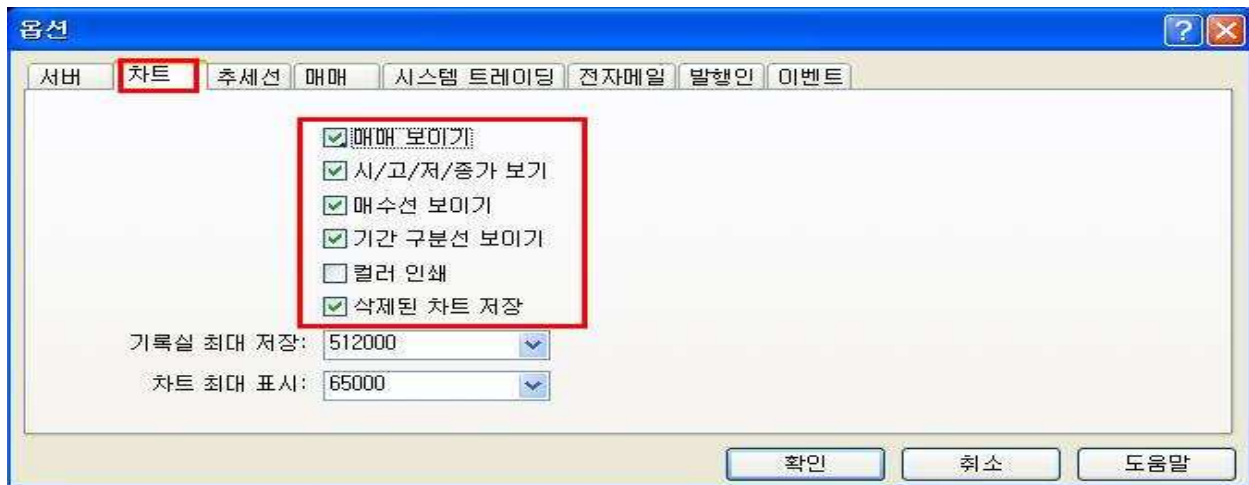 옵션
서버 차트 추세선 매매 시스템 트레이딩 전자메일 발행인 이벤트
매매 보이기
시/고/저/종가 보기
매수선 보이기
기간 구분선 보이기
컬러 인쇄
삭제된 차트 저장
기록실 최대 저장: 512000
차트 최대 표시: 65000
확인 취소 도움말